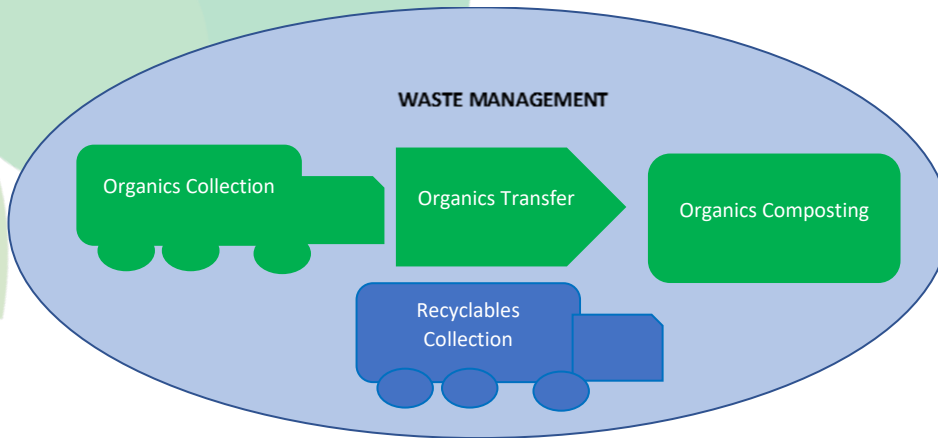 WASTE MANAGEMENT
Organics Collection
Organics Transfer
Organics Composting
Recyclables
Collection